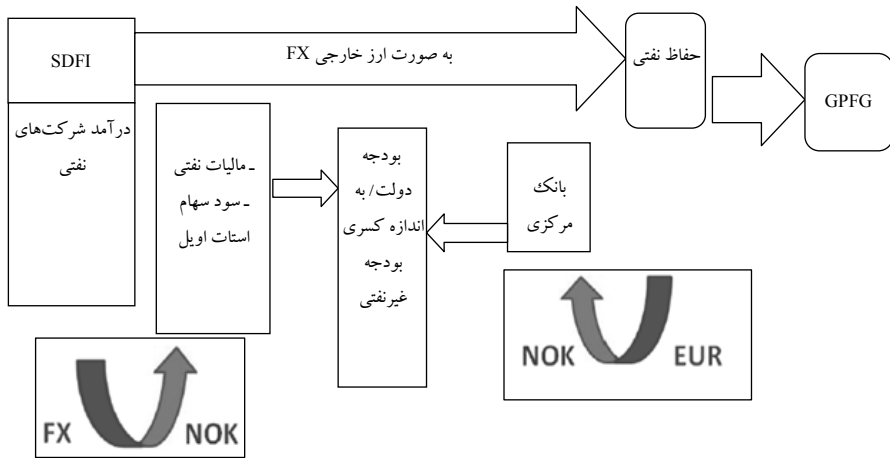 SDFI
به صورت ارز خارجی FX
حفاظ نفتی
GPFG
درآمد شرکت‌های
نفتی
ـ مالیات نفتی
ـ سود سهام
استات اویل
بودجه
دولت/ به
اندازه کسری
بودجه
غیرنفتی
بانک
مرکزی
NOK EUR
FX NOK